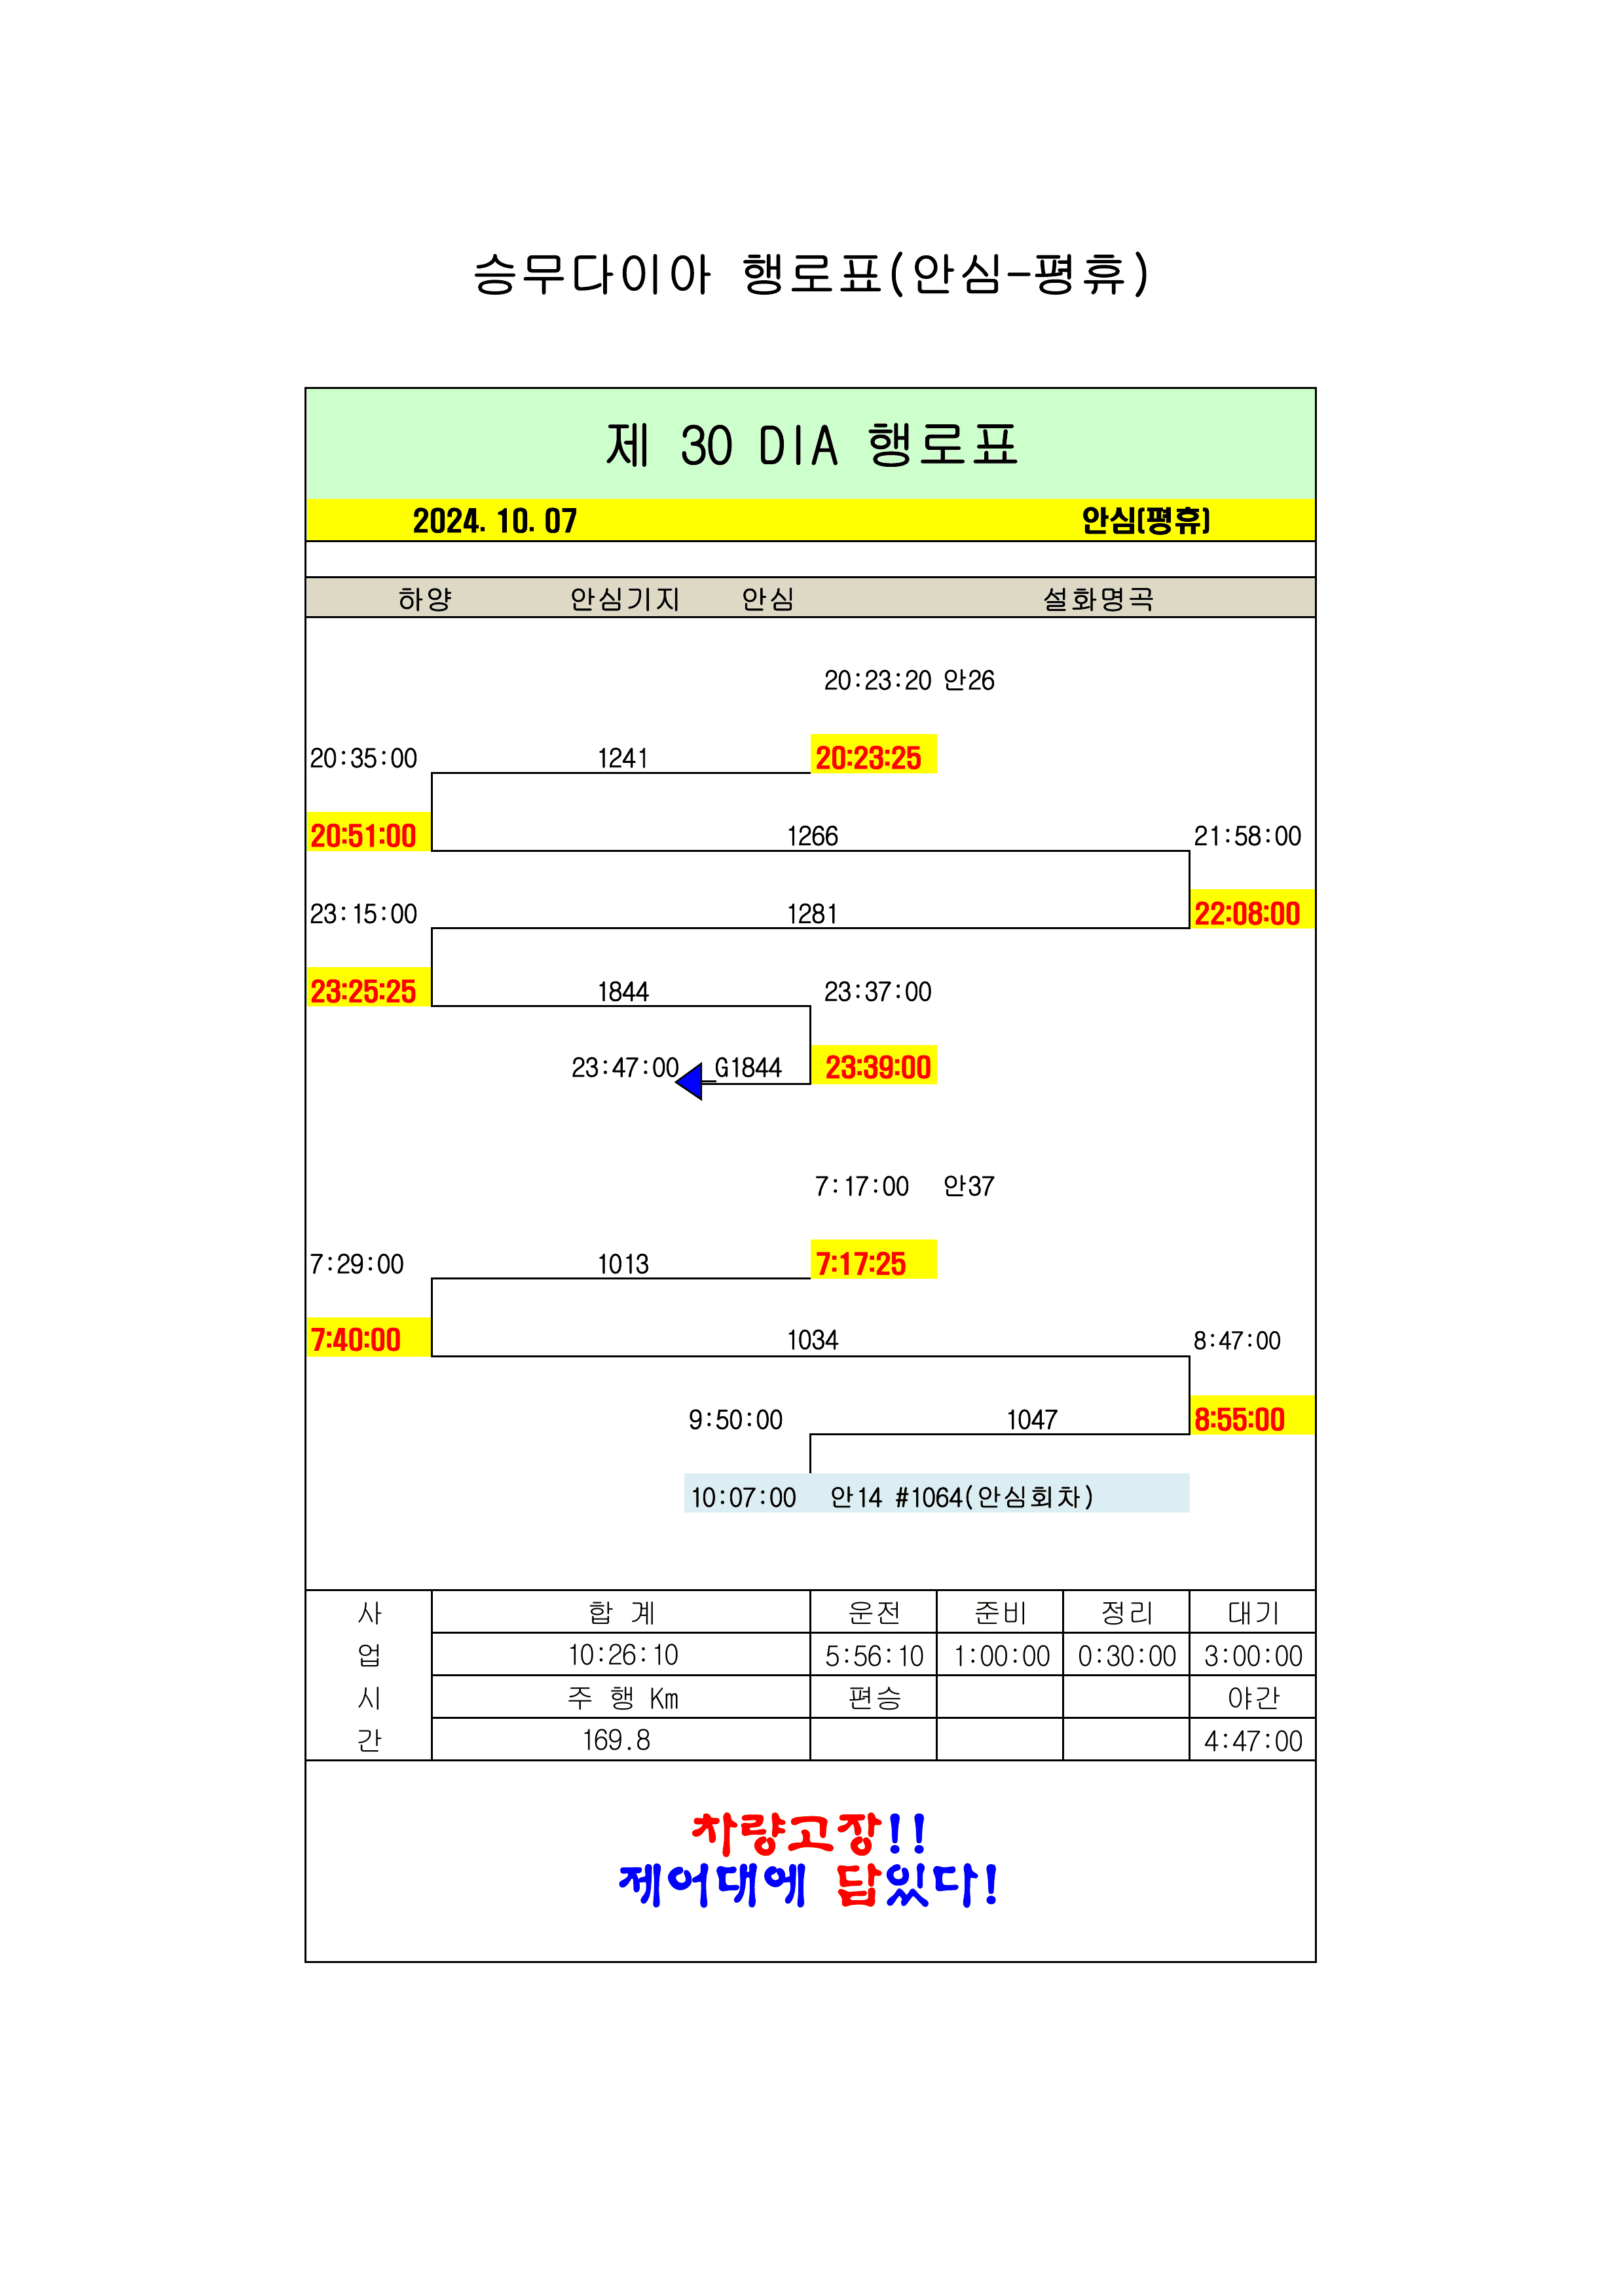 승무다이아 행로표(안심-평휴)
제 30 DIA 행로표
2024. 10. 07 안심(평휴)
하양 안심기지 안심 설화명곡
20:23:20 안26
20:35:00 1241 20:23:25
20:51:00 1266 21:58:00
23:15:00 1281 22:08:00
23:25:25 1844 23:37:00
23:47:00 G1844 23:39:00
7:17:00 안37
7:29:00 1013 7:17:25
7:40:00 1034 8:47:00
9:50:00 1047 8:55:00
10:07:00 안14 #1064(안심회차)
사 합 계 운전 준비 정리 대기
업 10:26:10 5:56:10 1:00:00 0:30:00 3:00:00
시 주 행 Km 편승 야간
간 169.8 4:47:00
차량고장!!
제어대에 답있다!